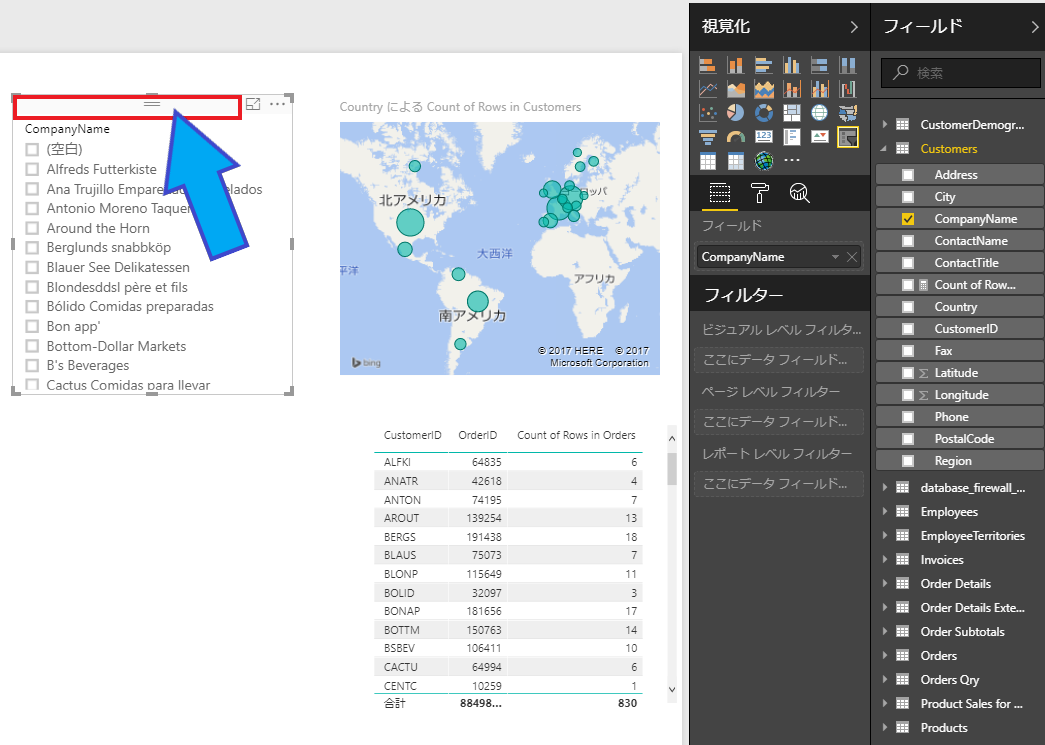 CompanyName
(空白)
Alfreds Futterkiste
Ana Trujillo Empareda elados
Antonio Moreno Taquer
Around the Horn
Berglunds snabbköp
Blauer See Delikatessen
Blondesddsl père et fils
Bólido Comidas preparadas
Bon app'
Bottom-Dollar Markets
B's Beverages
Cactus Comidas para llevar
Country による Count of Rows in Customers
北アメリカ
ヨーロッパ
大西洋
平洋
アフリカ
南アメリカ
bing
© 2017 HERE © 2017
Microsoft Corporation
CustomerID OrderID Count of Rows in Orders
ALFKI 64835 6
ANATR 42618 4
ANTON 74195 7
AROUT 139254 13
BERGS 191438 18
BLAUS 75073 7
BLONP 115649 11
BOLID 32097 3
BONAP 181656 17
BOTTM 150763 14
BSBEV 106411 10
CACTU 64994 6
CENTC 10259 1
合計 88498... 830
視覚化
123
フィールド
CompanyName
フィルター
ビジュアル レベル フィルタ...
ここにデータ フィールド...
ページ レベル フィルター
ここにデータ フィールド...
レポート レベル フィルター
ここにデータ フィールド...
フィールド
検索
CustomerDemogr...
Customers
Address
City
CompanyName
ContactName
ContactTitle
Count of Row...
Country
CustomerID
Fax
Σ Latitude
Σ Longitude
Phone
PostalCode
Region
database_firewall_...
Employees
EmployeeTerritories
Invoices
Order Details
Order Details Exte...
Order Subtotals
Orders
Orders Qry
Product Sales for ...
Products